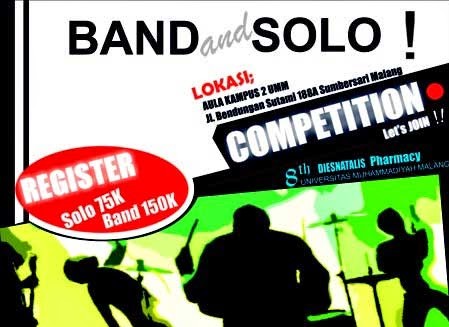 BAND and SOLO !
LOKASI;
AULA KAMPUS 2 UMM
Jl. Bendungan Sutami 188A Sumbersari Malang
COMPETITION
Let's JOIN !!
8th DIESNATALIS Pharmacy
UNIVERSITAS MUHAMMADIYAH MALANG
REGISTER
Solo 75K
Band 150K